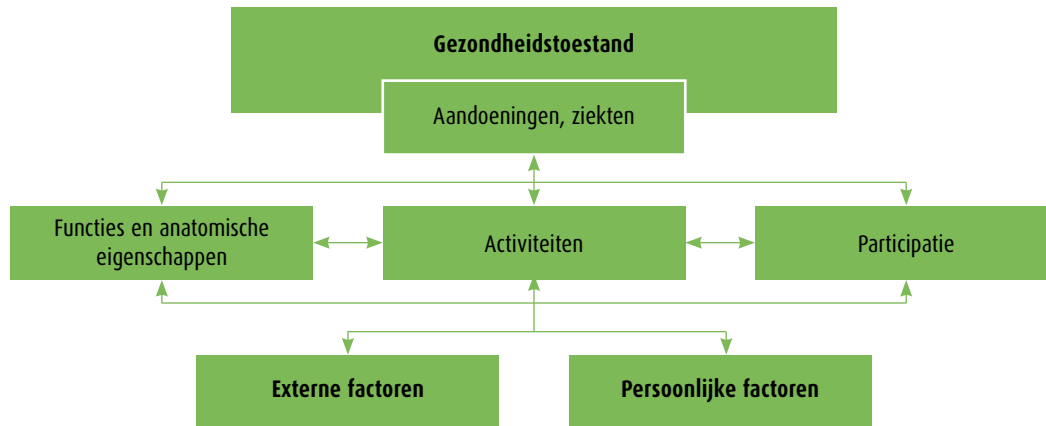 Gezondheidstoestand
Aandoeningen, ziekten
Functies en anatomische
eigenschappen
Activiteiten
Participatie
Externe factoren
Persoonlijke factoren